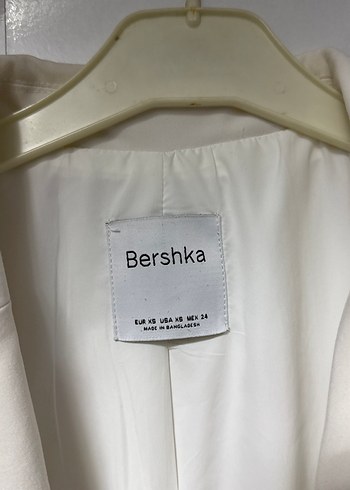 Bershka
EUR XS USA XS MEX 24
MADE IN BANGLADESH